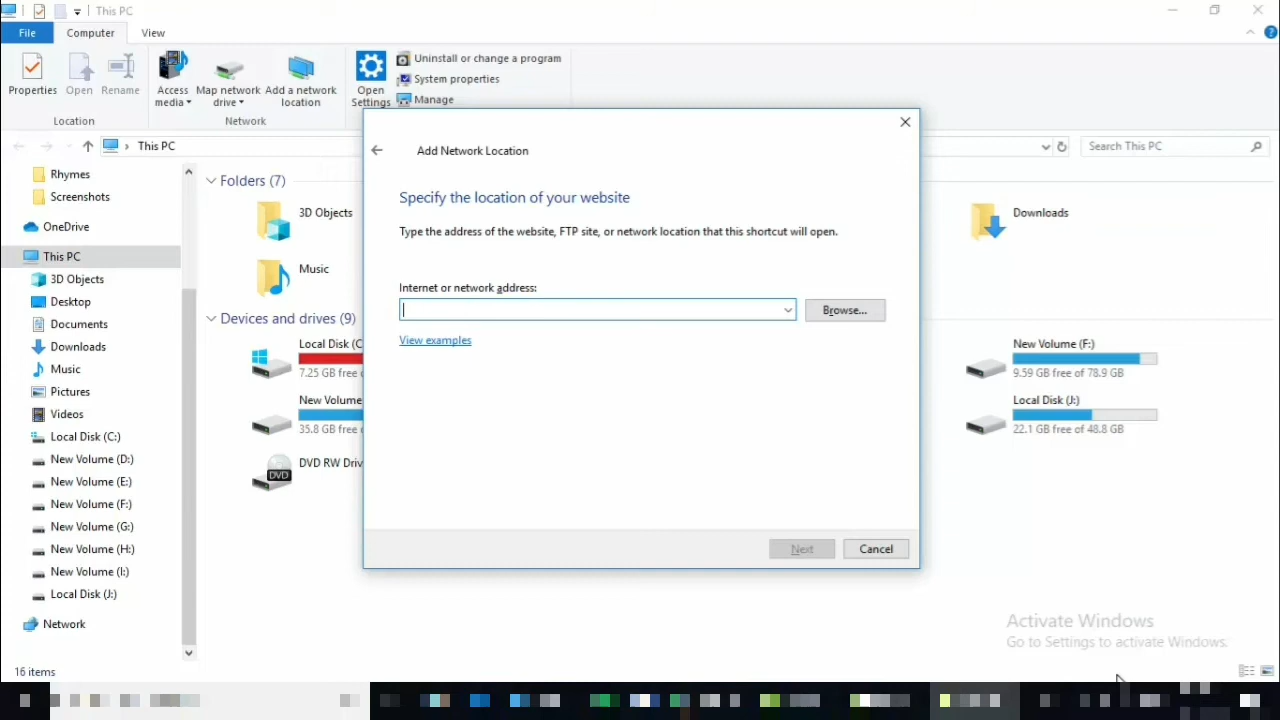 This PC
File
Computer
View
Properties
Open
Rename
Access media
Map network drive
Add a network location
Open Settings
Uninstall or change a program
System properties
Manage
Location
Network
This PC
Search This PC
Rhymes
Screenshots
OneDrive
This PC
3D Objects
Desktop
Documents
Downloads
Music
Pictures
Videos
Local Disk (C:)
New Volume (D:)
New Volume (E:)
New Volume (F:)
New Volume (G:)
New Volume (H:)
New Volume (I:)
Local Disk (J:)
Network
16 items
Folders (7)
3D Objects
Music
Downloads
Devices and drives (9)
Local Disk (C
7.25 GB free
New Volume
35.8 GB free
DVD RW Driv
New Volume (F:)
9.59 GB free of 78.9 GB
Local Disk (J:)
22.1 GB free of 48.8 GB
Add Network Location
Specify the location of your website
Type the address of the website, FTP site, or network location that this shortcut will open.
Internet or network address:
Browse...
View examples
Next
Cancel
Activate Windows
Go to Settings to activate Windows.